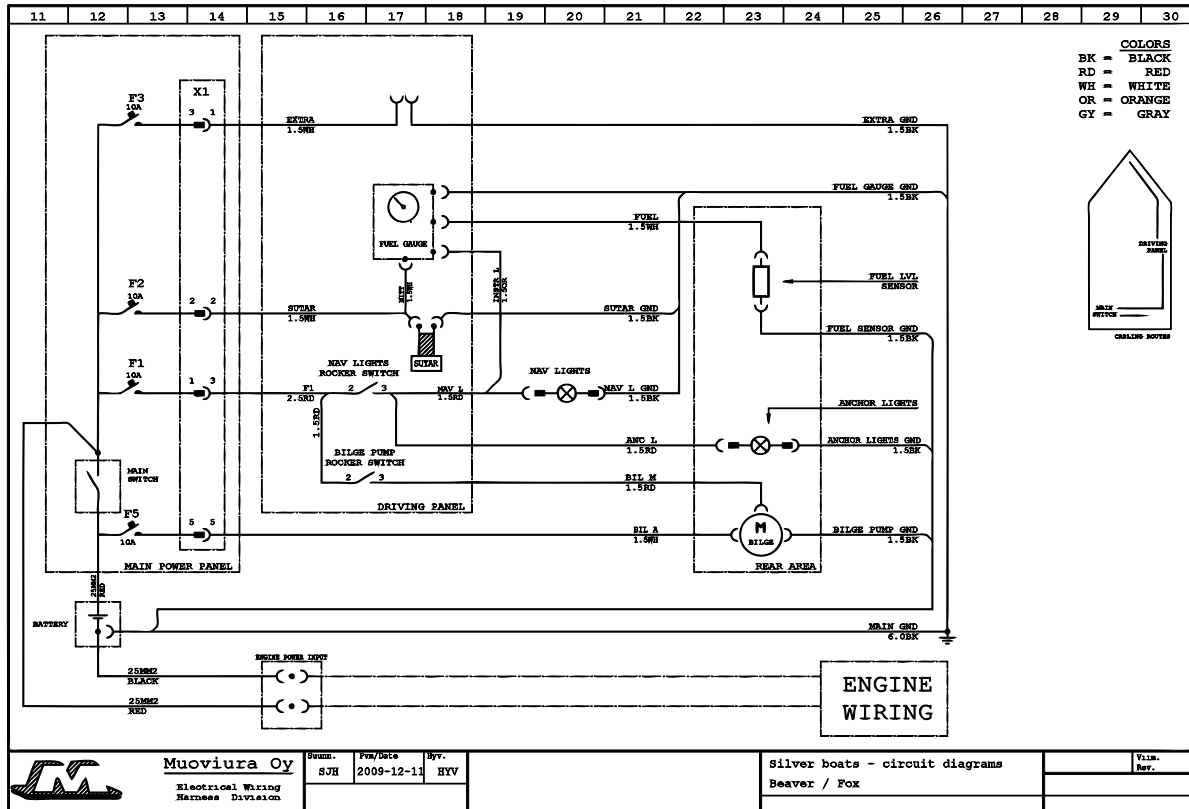 11 12 13 14 15 16 17 18 19 20 21 22 23 24 25 26 27 28 29 30
COLORS
BK = BLACK
RD = RED
WH = WHITE
OR = ORANGE
GY = GRAY
X1
F3
10A
3 1
EXTRA
1.5WH
EXTRA GND
1.5BK
FUEL GAUGE
FUEL GAUGE GND
1.5BK
FUEL
1.5WH
DRIVING
PANEL
MAIN
SWITCH
CABLING ROUTES
MITT
1.5WH
INSTR L
1.5OR
FUEL LVL
SENSOR
F2
10A
2 2
SUTAR
1.5WH
SUTAR GND
1.5BK
FUEL SENSOR GND
1.5BK
SUTAR
F1
10A
1 3
F1
2.5RD
NAV LIGHTS
ROCKER SWITCH
2 3
NAV L
1.5RD
NAV LIGHTS
NAV L GND
1.5BK
1.5RD
ANCHOR LIGHTS
ANC L
1.5RD
ANCHOR LIGHTS GND
1.5BK
BILGE PUMP
ROCKER SWITCH
2 3
BIL M
1.5RD
MAIN
SWITCH
DRIVING PANEL
F5
10A
5 5
BIL A
1.5WH
M
BILGE
BILGE PUMP GND
1.5BK
MAIN POWER PANEL
REAR AREA
25MM2
RED
BATTERY
MAIN GND
6.0BK
ENGINE POWER INPUT
25MM2
BLACK
25MM2
RED
ENGINE
WIRING
Muoviura Oy
Electrical Wiring
Harness Division
Suunn.
SJH
Pvm/Date
2009-12-11
Hyv.
HYV
Silver boats - circuit diagrams
Beaver / Fox
Viim.
Rev.